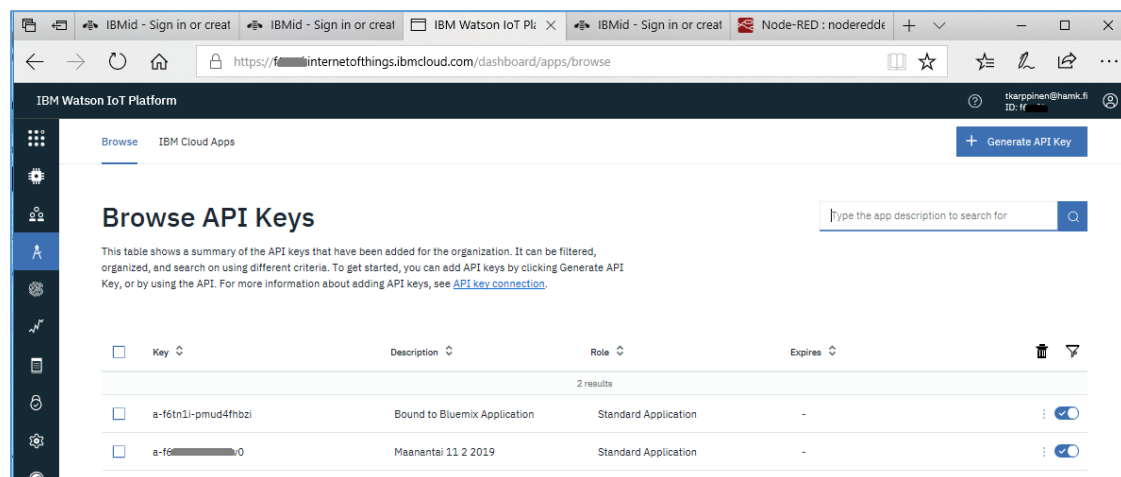 IBMid - Sign in or creat
IBMid - Sign in or creat
IBM Watson IoT Pla
IBMid - Sign in or creat
Node-RED : noderedde
https://f internetofthings.ibmcloud.com/dashboard/apps/browse
IBM Watson IoT Platform
tkarppinen@hamk.fi
ID: f
Browse IBM Cloud Apps
+ Generate API Key
Browse API Keys
Type the app description to search for
This table shows a summary of the API keys that have been added for the organization. It can be filtered,
organized, and search on using different criteria. To get started, you can add API keys by clicking Generate API
Key, or by using the API. For more information about adding API keys, see API key connection.
Key Description Role Expires
2 results
a-f6tn1i-pmud4fhbzi Bound to Bluemix Application Standard Application -
a-f6 v0 Maanantai 11 2 2019 Standard Application -